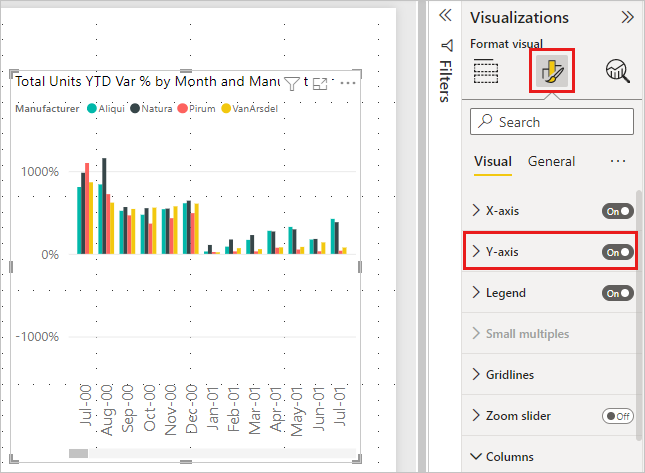 Total Units YTD Var % by Month and Manu t
Manufacturer Aliqui Natura Pirum VanArsdel
1000%
0%
-1000%
Jul-00
Aug-00
Sep-00
Oct-00
Nov-00
Dec-00
Jan-01
Feb-01
Mar-01
Apr-01
May-01
Jun-01
Jul-01
Filters
Visualizations
Format visual
Search
Visual General
X-axis On
Y-axis On
Legend On
Small multiples
Gridlines
Zoom slider Off
Columns